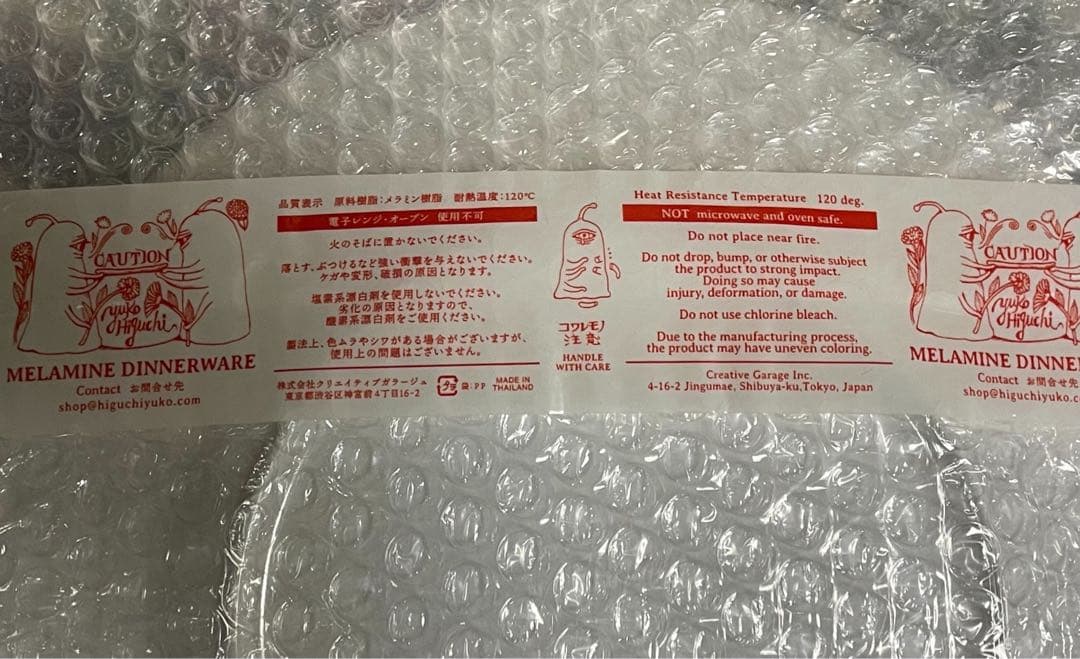 CAUTION
yuko
Higuchi
MELAMINE DINNERWARE
Contact お問合せ先
shop@higuchiyuko.com
品質表示 原料樹脂:メラミン樹脂 耐熱温度:120℃
電子レンジ・オーブン 使用不可
火のそばに置かないでください。
落とす、ぶつけるなど強い衝撃を与えないでください。
ケガや変形、破損の原因となります。
塩素系漂白剤を使用しないでください。
劣化の原因となりますので、
酸素系漂白剤をご使用ください。
製法上、色ムラやシワがある場合がございますが、
使用上の問題はございません。
株式会社クリエイティブガラージュ
東京都渋谷区神宮前4丁目16-2
プラ
袋:PP
MADE IN
THAILAND
コワレモノ
注意
HANDLE
WITH CARE
Heat Resistance Temperature 120 deg.
NOT microwave and oven safe.
Do not place near fire.
Do not drop, bump, or otherwise subject
the product to strong impact.
Doing so may cause
injury, deformation, or damage.
Do not use chlorine bleach.
Due to the manufacturing process,
the product may have uneven coloring.
Creative Garage Inc.
4-16-2 Jingumae, Shibuya-ku,Tokyo, Japan
CAUTION
yuko
Higuchi
MELAMINE DINNER
Contact お問合せ
shop@higuchiyuko.c